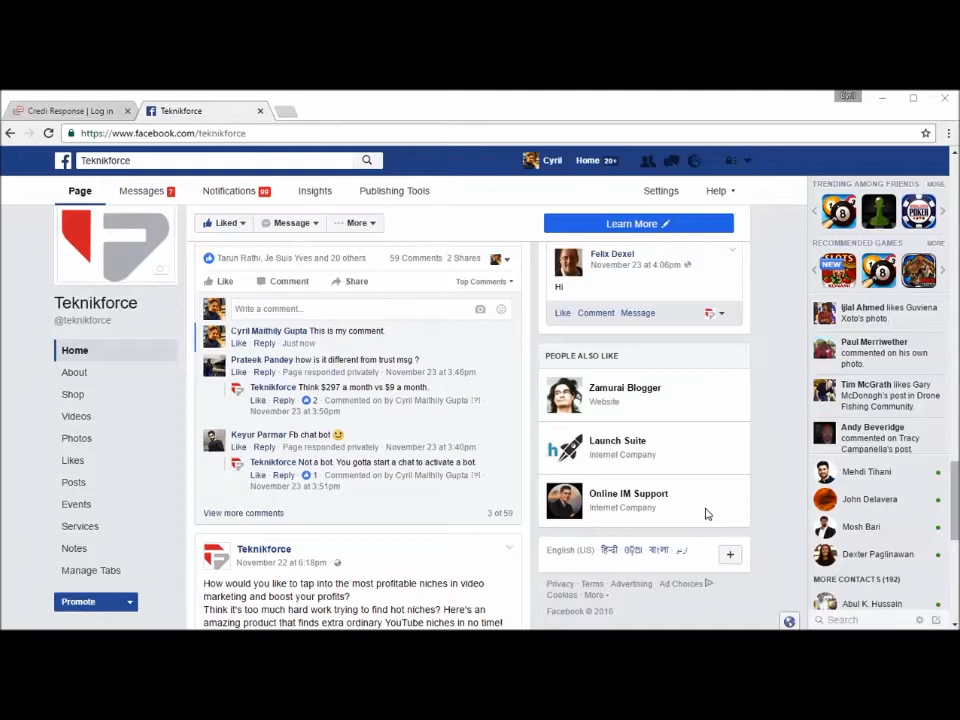 Cyril
Credi Response | Log in
Teknikforce
https://www.facebook.com/teknikforce
Teknikforce
Cyril
Home 20+
Page
Messages 7
Notifications 99
Insights
Publishing Tools
Settings
Help
Liked
Message
More
Learn More
Teknikforce
@teknikforce
Home
About
Shop
Videos
Photos
Likes
Posts
Events
Services
Notes
Manage Tabs
Promote
Tarun Rathi, Je Suis Yves and 20 others
59 Comments 2 Shares
Like
Comment
Share
Top Comments
Write a comment...
Cyril Maithily Gupta This is my comment.
Like · Reply · Just now
Prateek Pandey how is it different from trust msg ?
Like · Reply · Page responded privately · November 23 at 3:46pm
Teknikforce Think $297 a month vs $9 a month.
Like · Reply · 2 · Commented on by Cyril Maithily Gupta [?] ·
November 23 at 3:50pm
Keyur Parmar Fb chat bot
Like · Reply · Page responded privately · November 23 at 3:40pm
Teknikforce Not a bot. You gotta start a chat to activate a bot.
Like · Reply · 1 · Commented on by Cyril Maithily Gupta [?] ·
November 23 at 3:51pm
View more comments
3 of 59
Teknikforce
November 22 at 6:18pm
How would you like to tap into the most profitable niches in video
marketing and boost your profits?
Think it's too much hard work trying to find hot niches? Here's an
amazing product that finds extra ordinary YouTube niches in no time!
Felix Dexel
November 23 at 4:06pm
Hi
Like Comment Message
PEOPLE ALSO LIKE
Zamurai Blogger
Website
Launch Suite
Internet Company
Online IM Support
Internet Company
English (US) हिन्दी ଓଡ଼ିଆ বাংলা اردو
+
Privacy · Terms · Advertising · Ad Choices
Cookies · More
Facebook © 2016
TRENDING AMONG FRIENDS MORE
RECOMMENDED GAMES MORE
NEW
SLOTS
KONAMI
Ijlal Ahmed likes Guviena
Xoto's photo.
Paul Merriwether
commented on his own
photo.
Tim McGrath likes Gary
McDonogh's post in Drone
Fishing Community.
Andy Beveridge
commented on Tracy
Campanella's photo.
Mehdi Tihani
John Delavera
Mosh Bari
Dexter Paglinawan
MORE CONTACTS (192)
Abul K. Hussain
Search